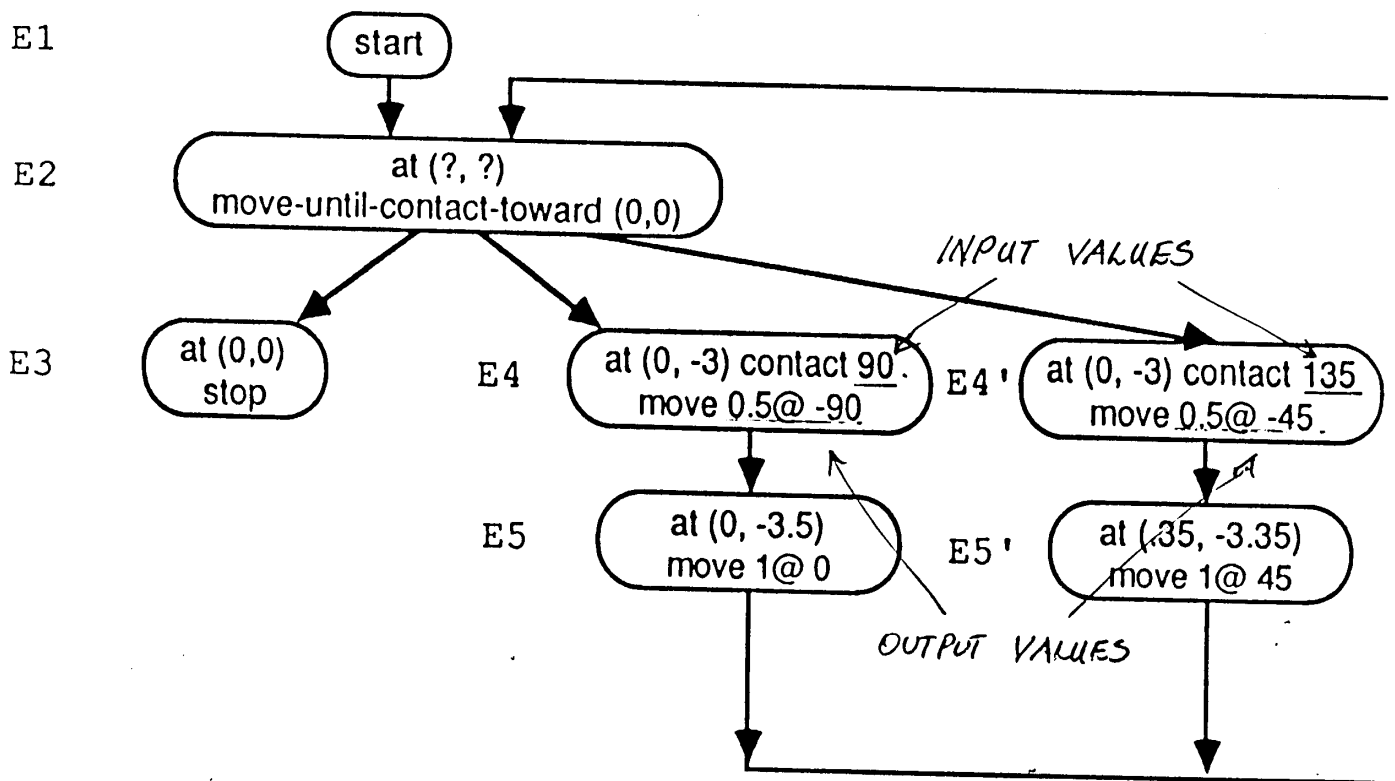 E1
start
E2
at (?, ?)
move-until-contact-toward (0,0)
INPUT VALUES
E3
at (0,0)
stop
E4
at (0, -3) contact 90
move 0.5@ -90
E4'
at (0, -3) contact 135
move 0.5@ -45
E5
at (0, -3.5)
move 1@ 0
E5'
at (.35, -3.35)
move 1@ 45
OUTPUT VALUES